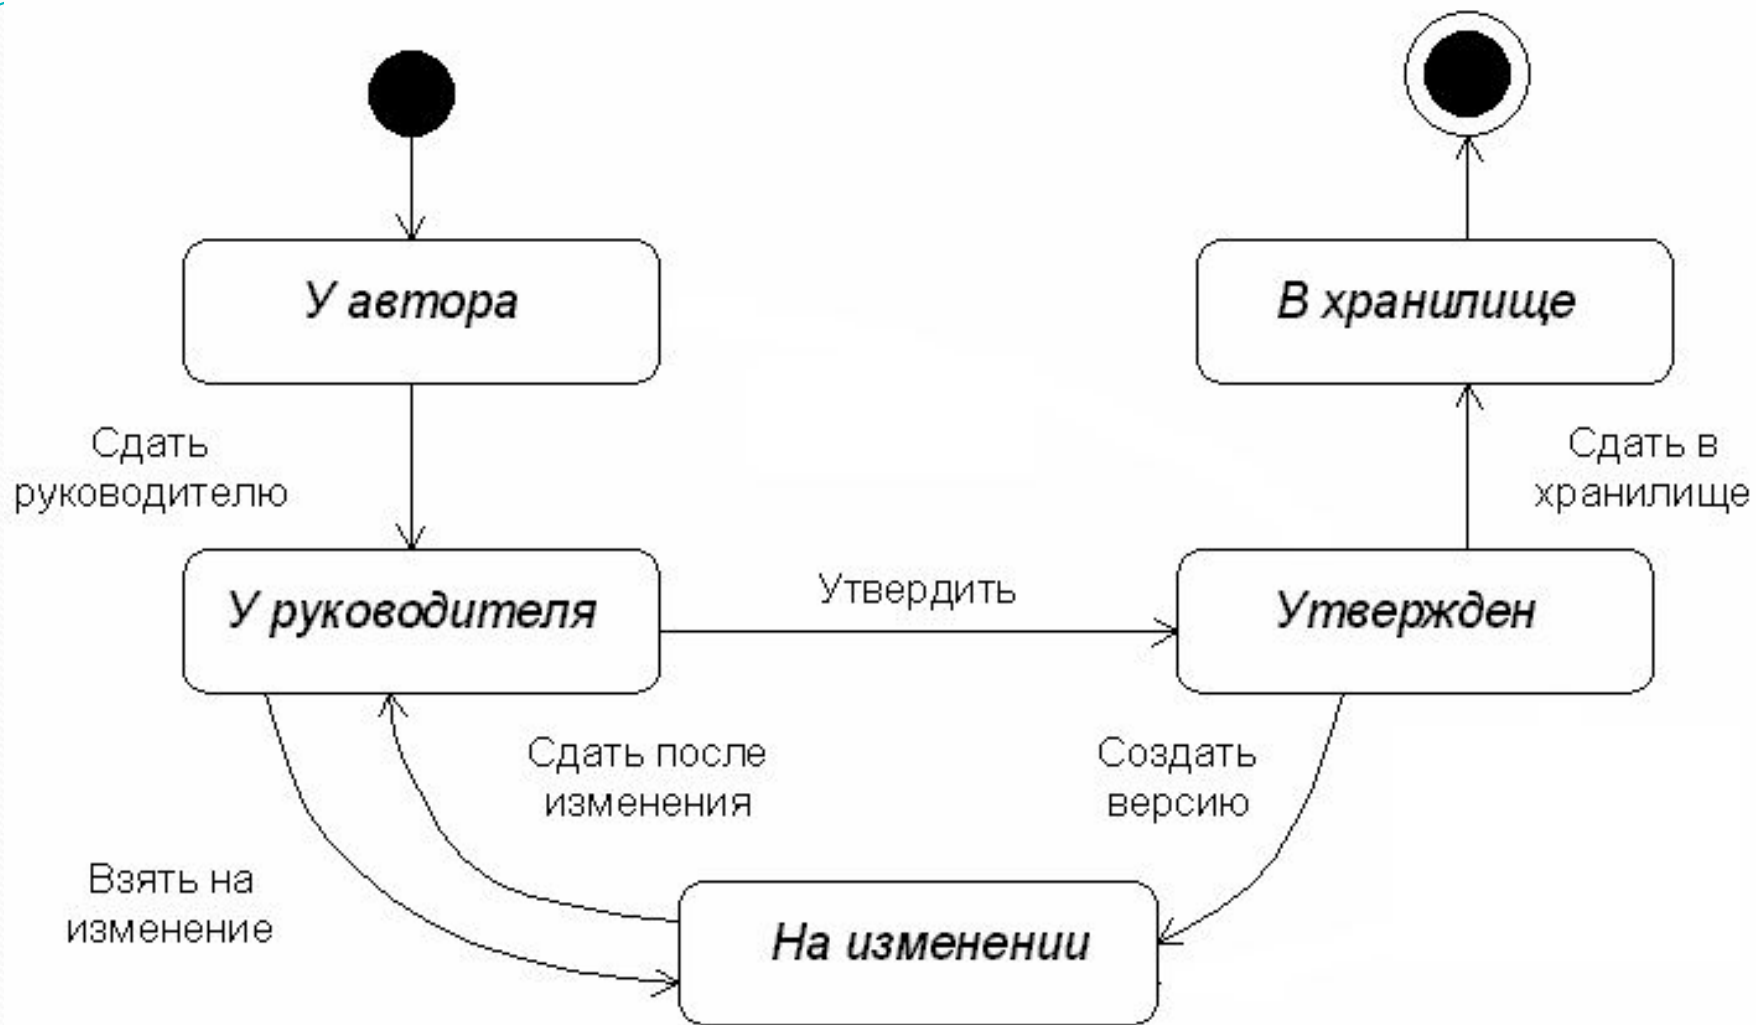 У автора
В хранилище
Сдать
руководителю
Сдать в
хранилище
У руководителя
Утвердить
Утвержден
Сдать после
изменения
Создать
версию
Взять на
изменение
На изменении